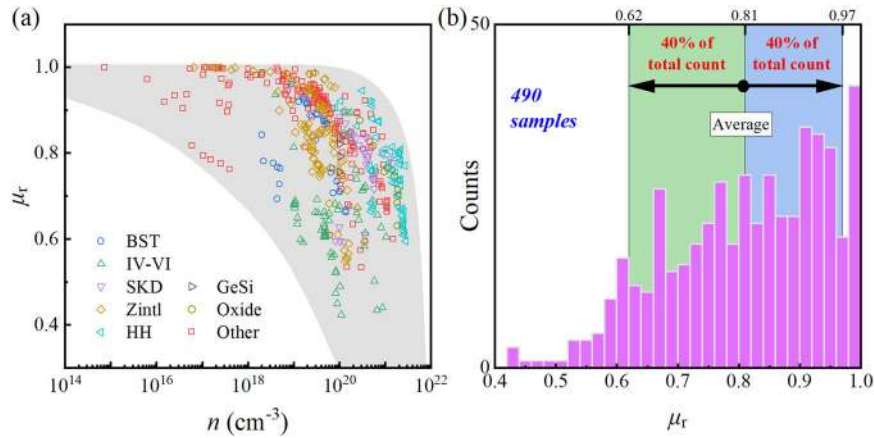 (a)
1.0
0.8
0.6
0.4
μr
BST
IV-VI
SKD
Zintl
HH
GeSi
Oxide
Other
10^14 10^16 10^18 10^20 10^22
n (cm^-3)
(b)
0.62 0.81 0.97
50
0
Counts
40% of
total count
40% of
total count
490
samples
Average
0.4 0.5 0.6 0.7 0.8 0.9 1.0
μr